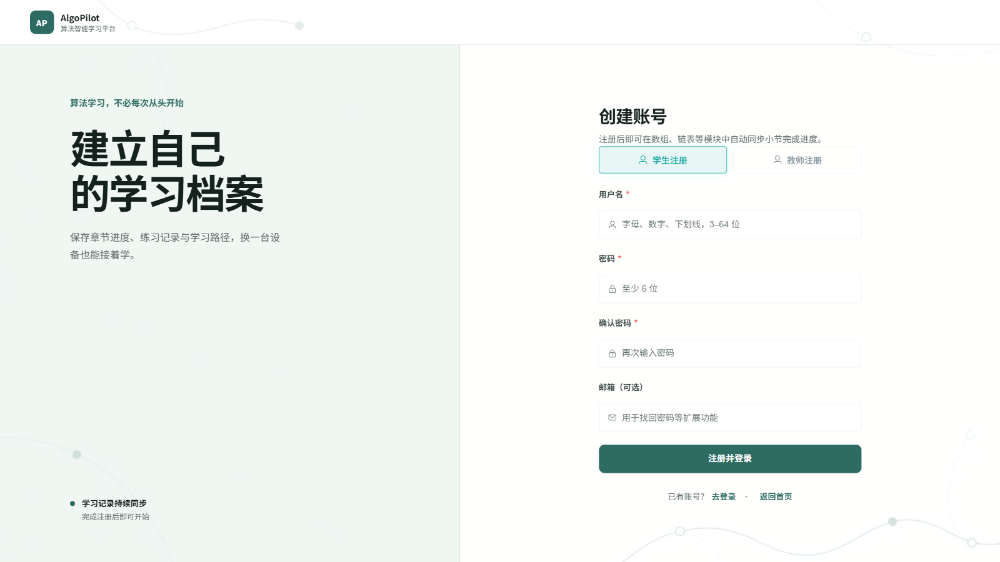 AP
AlgoPilot
算法智能学习平台
算法学习，不必每次从头开始
建立自己
的学习档案
保存章节进度、练习记录与学习路径，换一台设
备也能接着学。
学习记录持续同步
完成注册后即可开始
创建账号
注册后即可在数组、链表等模块中自动同步小节完成进度。
学生注册
教师注册
用户名 *
字母、数字、下划线，3–64 位
密码 *
至少 6 位
确认密码 *
再次输入密码
邮箱（可选）
用于找回密码等扩展功能
注册并登录
已有账号？ 去登录 · 返回首页